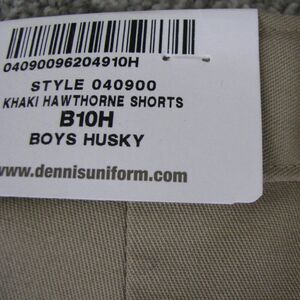 04090096204910H
STYLE 040900
KHAKI HAWTHORNE SHORTS
B10H
BOYS HUSKY
www.dennisuniform.com